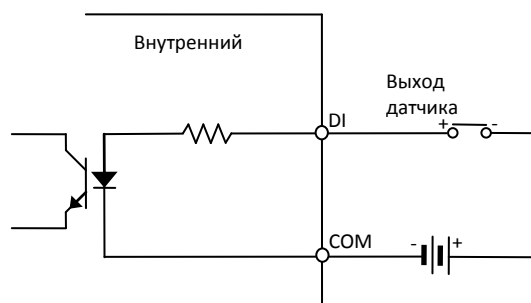 Внутренний
Выход
датчика
DI
+ -
COM
- +